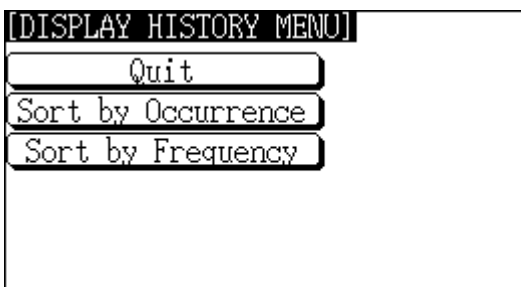 [DISPLAY HISTORY MENU]
Quit
Sort by Occurrence
Sort by Frequency